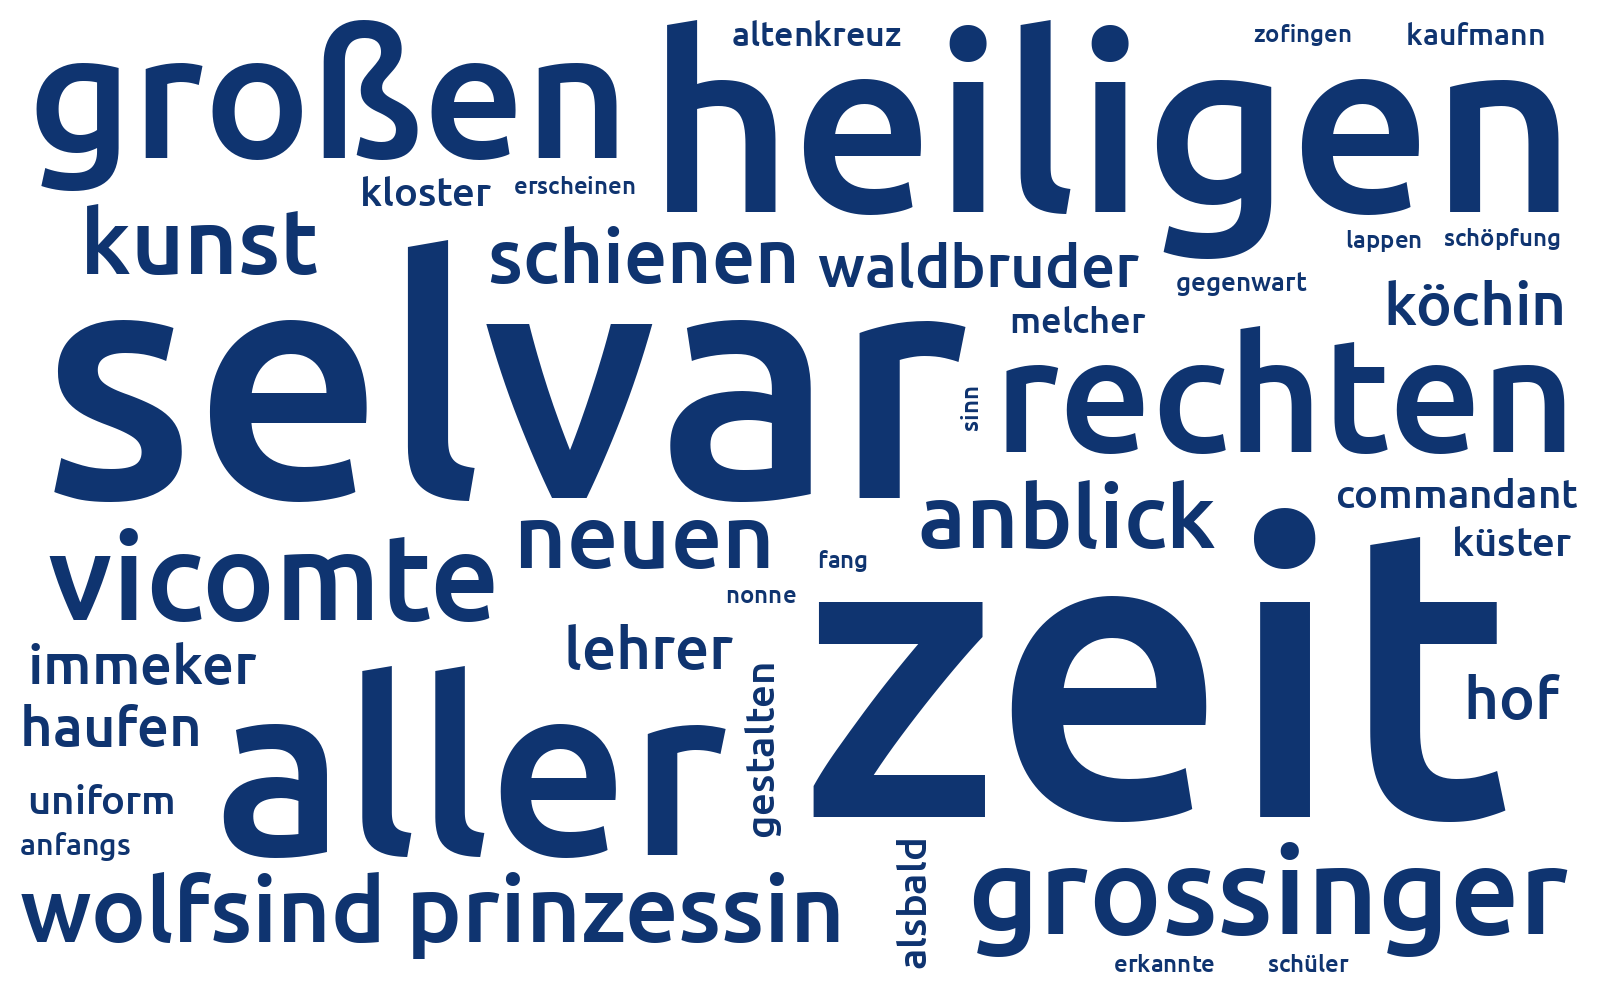 großen
heiligen
altenkreuz
zofingen
kaufmann
kloster
erscheinen
kunst
schienen
waldbruder
lappen
schöpfung
gegenwart
köchin
melcher
selvar
sinn
rechten
vicomte
neuen
anblick
commandant
küster
fang
nonne
zeit
immeker
lehrer
haufen
aller
gestalten
hof
uniform
anfangs
wolfsind
prinzessin
alsbald
grossinger
erkannte
schüler